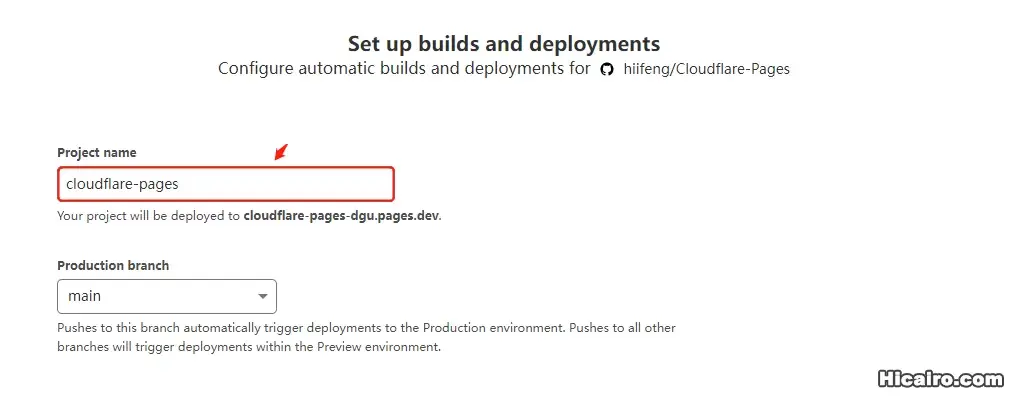 Set up builds and deployments
Configure automatic builds and deployments for hiifeng/Cloudflare-Pages
Project name
cloudflare-pages
Your project will be deployed to cloudflare-pages-dgu.pages.dev.
Production branch
main
Pushes to this branch automatically trigger deployments to the Production environment. Pushes to all other
branches will trigger deployments within the Preview environment.
Hicairo.com